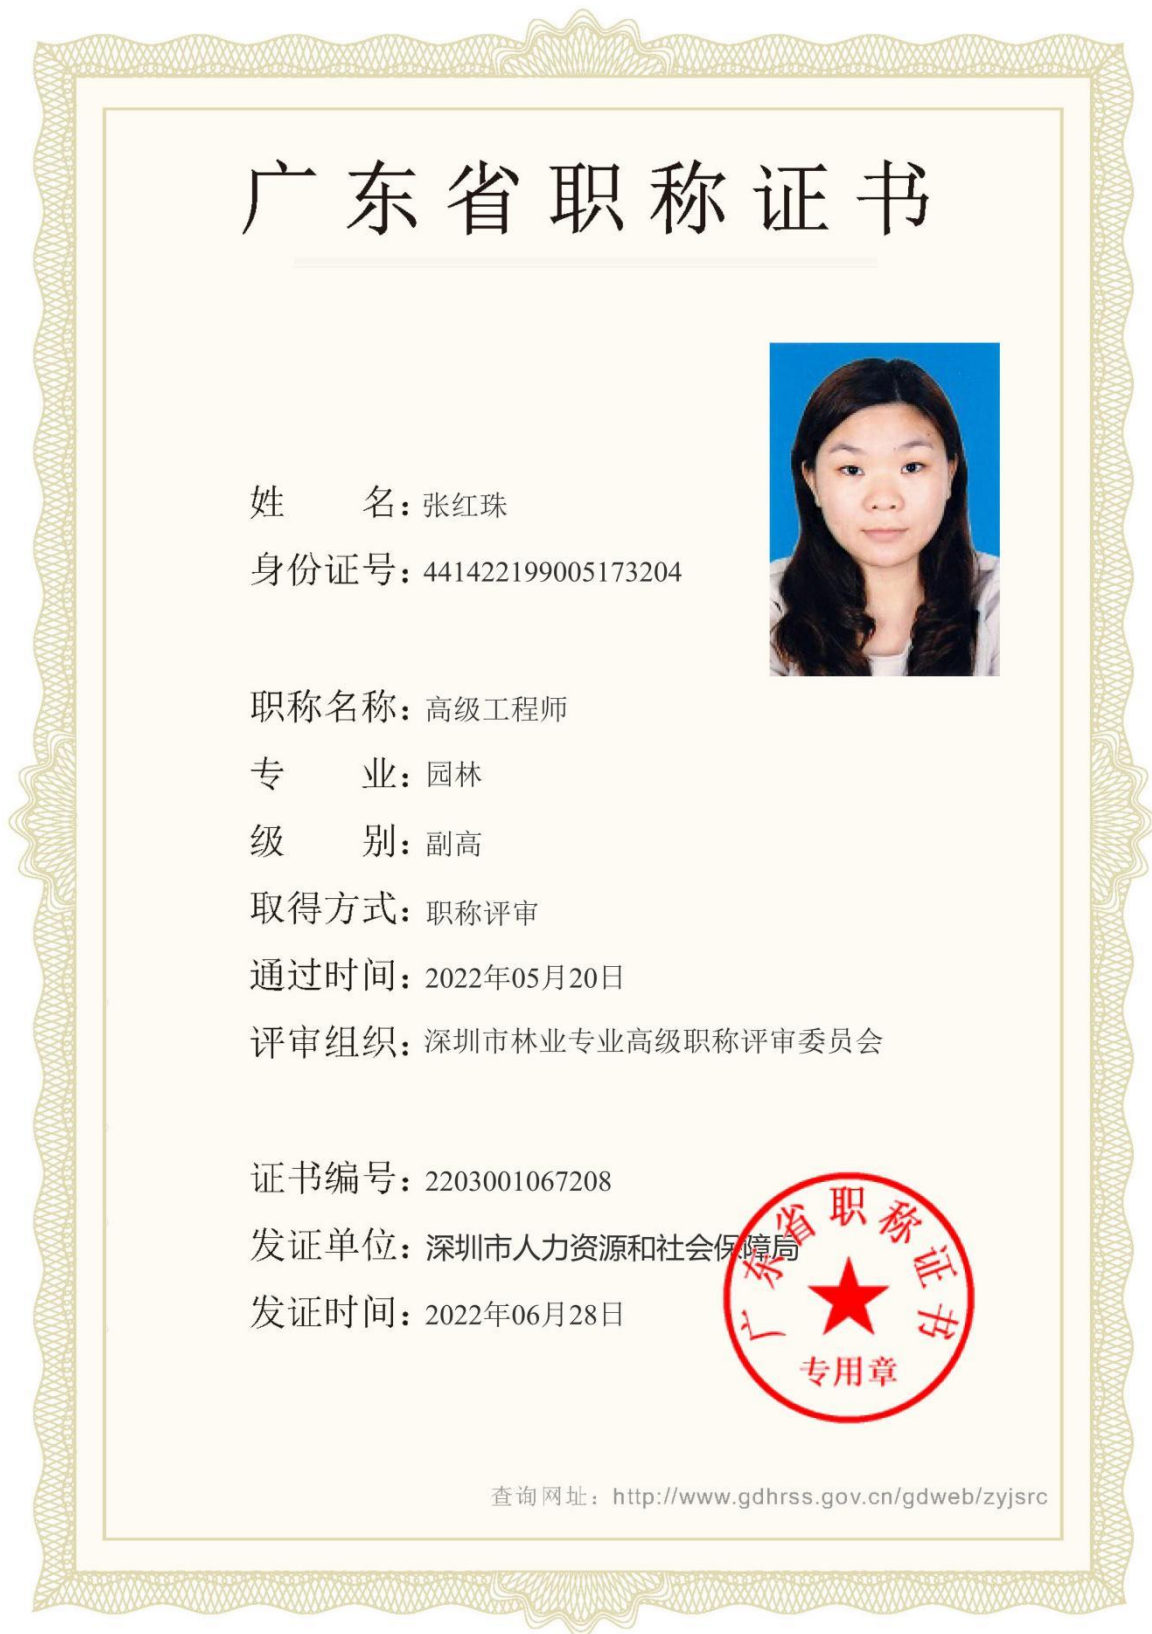 广东省职称证书
姓 名：张红珠
身份证号：441422199005173204
职称名称：高级工程师
专 业：园林
级 别：副高
取得方式：职称评审
通过时间：2022年05月20日
评审组织：深圳市林业专业高级职称评审委员会
证书编号：2203001067208
发证单位：深圳市人力资源和社会保障局
发证时间：2022年06月28日
广东省职称证书
专用章
查询网址：http://www.gdhrss.gov.cn/gdweb/zyjsrc